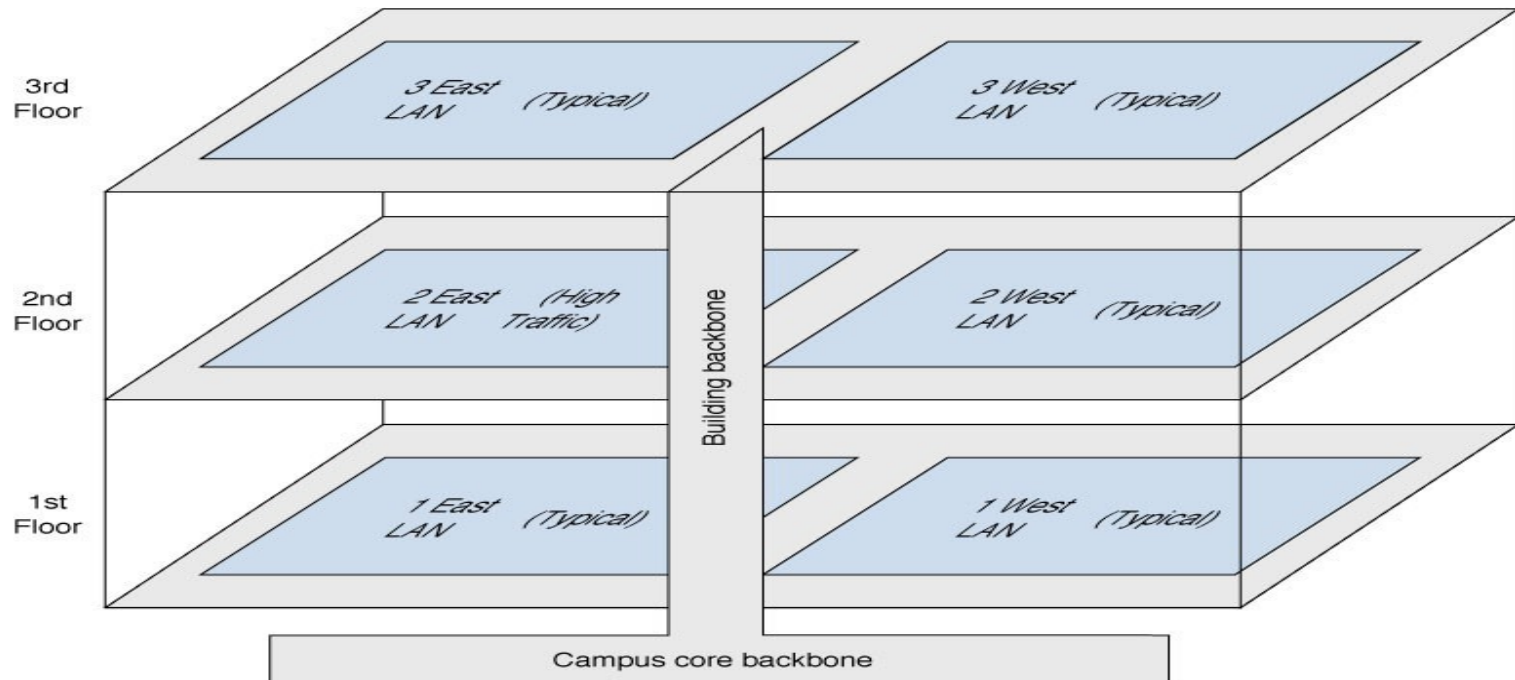 3rd
Floor
3 East (Typical)
LAN
3 West (Typical)
LAN
2nd
Floor
2 East (High
LAN Traffic)
2 West (Typical)
LAN
Building backbone
1st
Floor
1 East (Typical)
LAN
1 West (Typical)
LAN
Campus core backbone